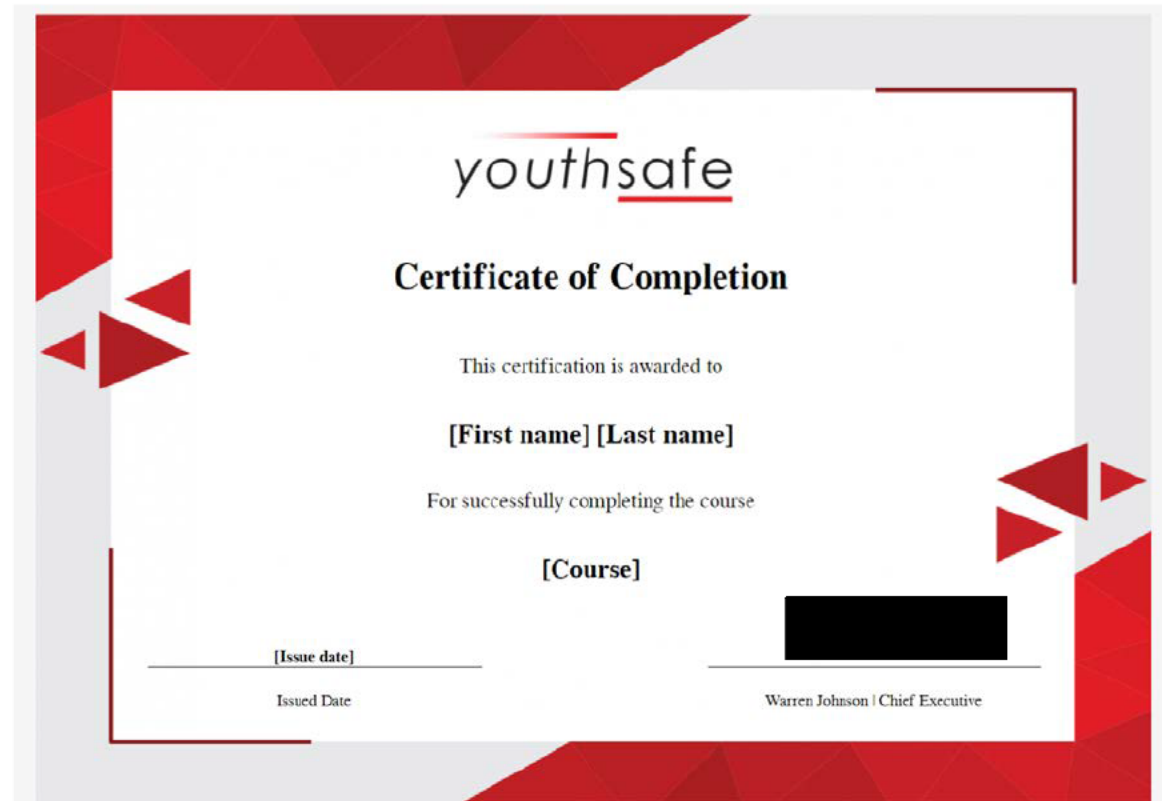 youthsafe
Certificate of Completion
This certification is awarded to
[First name] [Last name]
For successfully completing the course
[Course]
[Issue date]
Issued Date
Warren Johnson | Chief Executive